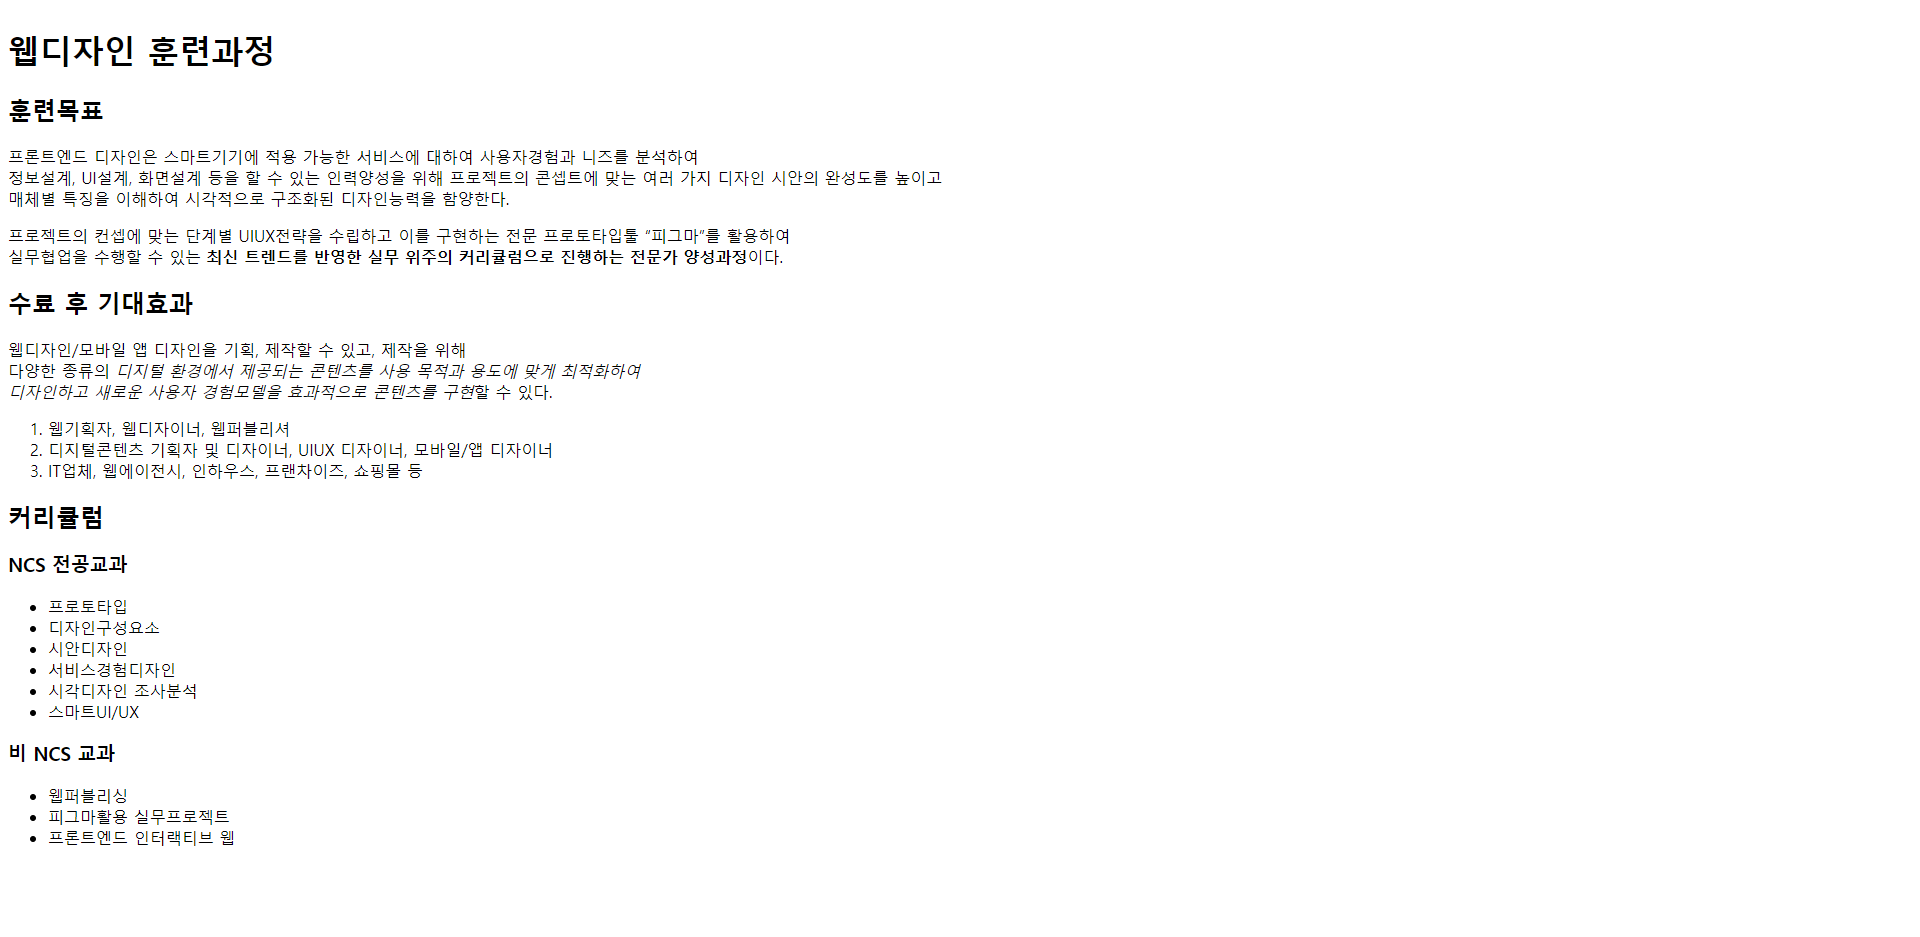 웹디자인 훈련과정
훈련목표
프론트엔드 디자인은 스마트기기에 적용 가능한 서비스에 대하여 사용자경험과 니즈를 분석하여
정보설계, UI설계, 화면설계 등을 할 수 있는 인력양성을 위해 프로젝트의 콘셉트에 맞는 여러 가지 디자인 시안의 완성도를 높이고
매체별 특징을 이해하여 시각적으로 구조화된 디자인능력을 함양한다.
프로젝트의 컨셉에 맞는 단계별 UIUX전략을 수립하고 이를 구현하는 전문 프로토타입툴 “피그마”를 활용하여
실무협업을 수행할 수 있는 최신 트렌드를 반영한 실무 위주의 커리큘럼으로 진행하는 전문가 양성과정이다.
수료 후 기대효과
웹디자인/모바일 앱 디자인을 기획, 제작할 수 있고, 제작을 위해
다양한 종류의 디지털 환경에서 제공되는 콘텐츠를 사용 목적과 용도에 맞게 최적화하여
디자인하고 새로운 사용자 경험모델을 효과적으로 콘텐츠를 구현할 수 있다.
1. 웹기획자, 웹디자이너, 웹퍼블리셔
2. 디지털콘텐츠 기획자 및 디자이너, UIUX 디자이너, 모바일/앱 디자이너
3. IT업체, 웹에이전시, 인하우스, 프랜차이즈, 쇼핑몰 등
커리큘럼
NCS 전공교과
• 프로토타입
• 디자인구성요소
• 시안디자인
• 서비스경험디자인
• 시각디자인 조사분석
• 스마트UI/UX
비 NCS 교과
• 웹퍼블리싱
• 피그마활용 실무프로젝트
• 프론트엔드 인터랙티브 웹